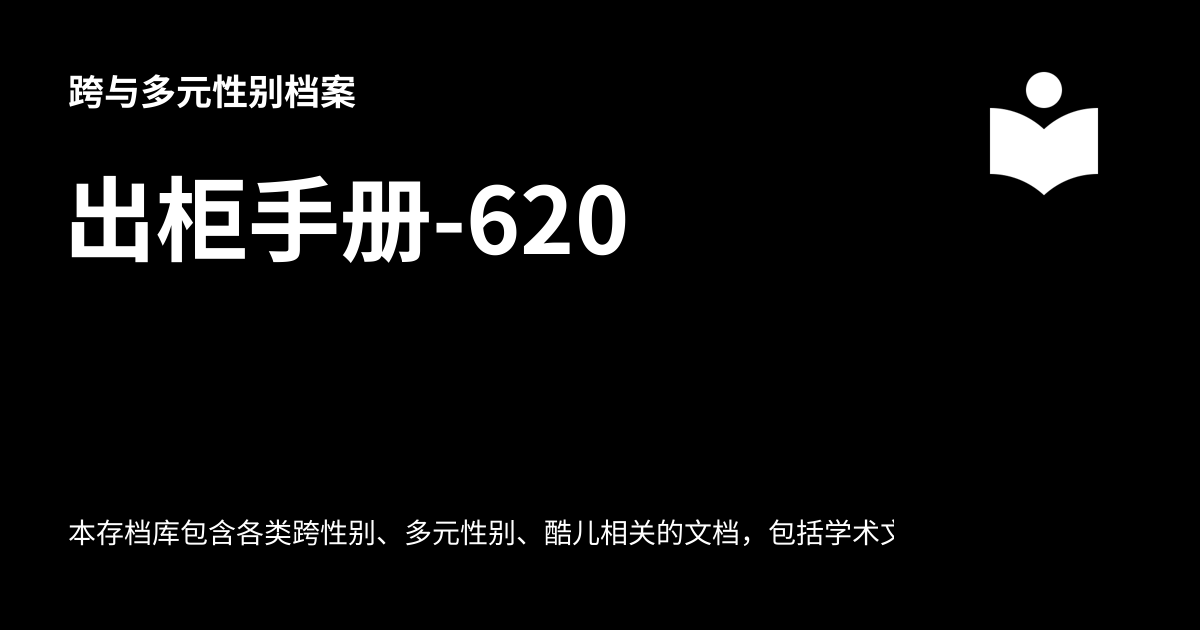 跨与多元性别档案
出柜手册-620
本存档库包含各类跨性别、多元性别、酷儿相关的文档，包括学术